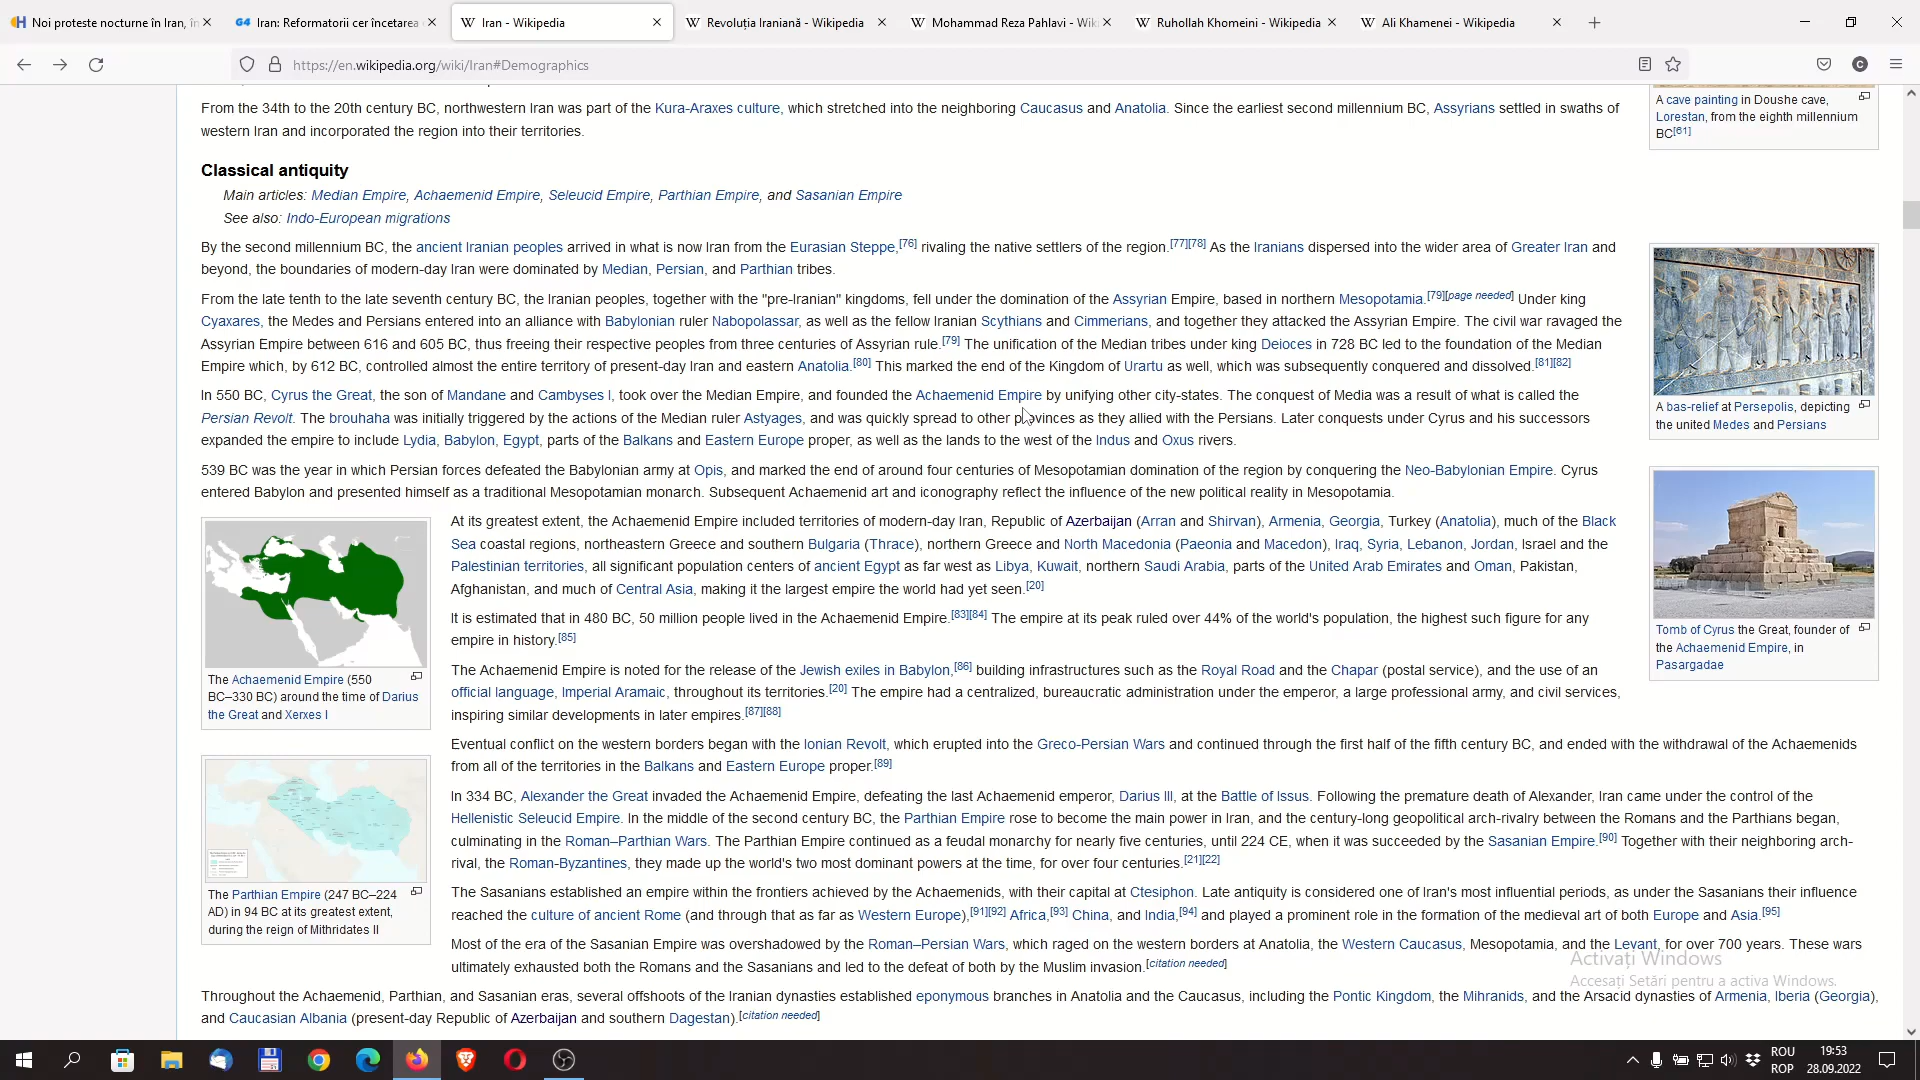 Noi proteste nocturne în Iran, în
Iran: Reformatorii cer încetarea
Iran - Wikipedia
Revoluția Iraniană - Wikipedia
Mohammad Reza Pahlavi - Wiki
Ruhollah Khomeini - Wikipedia
Ali Khamenei - Wikipedia
https://en.wikipedia.org/wiki/Iran#Demographics
From the 34th to the 20th century BC, northwestern Iran was part of the Kura-Araxes culture, which stretched into the neighboring Caucasus and Anatolia. Since the earliest second millennium BC, Assyrians settled in swaths of
western Iran and incorporated the region into their territories.
A cave painting in Doushe cave,
Lorestan, from the eighth millennium
BC[61]
Classical antiquity
Main articles: Median Empire, Achaemenid Empire, Seleucid Empire, Parthian Empire, and Sasanian Empire
See also: Indo-European migrations
By the second millennium BC, the ancient Iranian peoples arrived in what is now Iran from the Eurasian Steppe,[76] rivaling the native settlers of the region.[77][78] As the Iranians dispersed into the wider area of Greater Iran and
beyond, the boundaries of modern-day Iran were dominated by Median, Persian, and Parthian tribes.
From the late tenth to the late seventh century BC, the Iranian peoples, together with the "pre-Iranian" kingdoms, fell under the domination of the Assyrian Empire, based in northern Mesopotamia.[79][page needed] Under king
Cyaxares, the Medes and Persians entered into an alliance with Babylonian ruler Nabopolassar, as well as the fellow Iranian Scythians and Cimmerians, and together they attacked the Assyrian Empire. The civil war ravaged the
Assyrian Empire between 616 and 605 BC, thus freeing their respective peoples from three centuries of Assyrian rule.[79] The unification of the Median tribes under king Deioces in 728 BC led to the foundation of the Median
Empire which, by 612 BC, controlled almost the entire territory of present-day Iran and eastern Anatolia.[80] This marked the end of the Kingdom of Urartu as well, which was subsequently conquered and dissolved.[81][82]
A bas-relief at Persepolis, depicting
the united Medes and Persians
In 550 BC, Cyrus the Great, the son of Mandane and Cambyses I, took over the Median Empire, and founded the Achaemenid Empire by unifying other city-states. The conquest of Media was a result of what is called the
Persian Revolt. The brouhaha was initially triggered by the actions of the Median ruler Astyages, and was quickly spread to other provinces as they allied with the Persians. Later conquests under Cyrus and his successors
expanded the empire to include Lydia, Babylon, Egypt, parts of the Balkans and Eastern Europe proper, as well as the lands to the west of the Indus and Oxus rivers.
539 BC was the year in which Persian forces defeated the Babylonian army at Opis, and marked the end of around four centuries of Mesopotamian domination of the region by conquering the Neo-Babylonian Empire. Cyrus
entered Babylon and presented himself as a traditional Mesopotamian monarch. Subsequent Achaemenid art and iconography reflect the influence of the new political reality in Mesopotamia.
Tomb of Cyrus the Great, founder of
the Achaemenid Empire, in
Pasargadae
The Achaemenid Empire (550
BC–330 BC) around the time of Darius
the Great and Xerxes I
At its greatest extent, the Achaemenid Empire included territories of modern-day Iran, Republic of Azerbaijan (Arran and Shirvan), Armenia, Georgia, Turkey (Anatolia), much of the Black
Sea coastal regions, northeastern Greece and southern Bulgaria (Thrace), northern Greece and North Macedonia (Paeonia and Macedon), Iraq, Syria, Lebanon, Jordan, Israel and the
Palestinian territories, all significant population centers of ancient Egypt as far west as Libya, Kuwait, northern Saudi Arabia, parts of the United Arab Emirates and Oman, Pakistan,
Afghanistan, and much of Central Asia, making it the largest empire the world had yet seen.[20]
It is estimated that in 480 BC, 50 million people lived in the Achaemenid Empire.[83][84] The empire at its peak ruled over 44% of the world's population, the highest such figure for any
empire in history.[85]
The Achaemenid Empire is noted for the release of the Jewish exiles in Babylon,[86] building infrastructures such as the Royal Road and the Chapar (postal service), and the use of an
official language, Imperial Aramaic, throughout its territories.[20] The empire had a centralized, bureaucratic administration under the emperor, a large professional army, and civil services,
inspiring similar developments in later empires.[87][88]
Eventual conflict on the western borders began with the Ionian Revolt, which erupted into the Greco-Persian Wars and continued through the first half of the fifth century BC, and ended with the withdrawal of the Achaemenids
from all of the territories in the Balkans and Eastern Europe proper.[89]
The Parthian Empire (247 BC–224
AD) in 94 BC at its greatest extent,
during the reign of Mithridates II
In 334 BC, Alexander the Great invaded the Achaemenid Empire, defeating the last Achaemenid emperor, Darius III, at the Battle of Issus. Following the premature death of Alexander, Iran came under the control of the
Hellenistic Seleucid Empire. In the middle of the second century BC, the Parthian Empire rose to become the main power in Iran, and the century-long geopolitical arch-rivalry between the Romans and the Parthians began,
culminating in the Roman–Parthian Wars. The Parthian Empire continued as a feudal monarchy for nearly five centuries, until 224 CE, when it was succeeded by the Sasanian Empire.[90] Together with their neighboring arch-
rival, the Roman-Byzantines, they made up the world's two most dominant powers at the time, for over four centuries.[21][22]
The Sasanians established an empire within the frontiers achieved by the Achaemenids, with their capital at Ctesiphon. Late antiquity is considered one of Iran's most influential periods, as under the Sasanians their influence
reached the culture of ancient Rome (and through that as far as Western Europe),[91][92] Africa,[93] China, and India,[94] and played a prominent role in the formation of the medieval art of both Europe and Asia.[95]
Most of the era of the Sasanian Empire was overshadowed by the Roman–Persian Wars, which raged on the western borders at Anatolia, the Western Caucasus, Mesopotamia, and the Levant, for over 700 years. These wars
ultimately exhausted both the Romans and the Sasanians and led to the defeat of both by the Muslim invasion.[citation needed]
Throughout the Achaemenid, Parthian, and Sasanian eras, several offshoots of the Iranian dynasties established eponymous branches in Anatolia and the Caucasus, including the Pontic Kingdom, the Mihranids, and the Arsacid dynasties of Armenia, Iberia (Georgia),
and Caucasian Albania (present-day Republic of Azerbaijan and southern Dagestan).[citation needed]
Activați Windows
Accesați Setări pentru a activa Windows.
ROU
ROP
19:53
28.09.2022